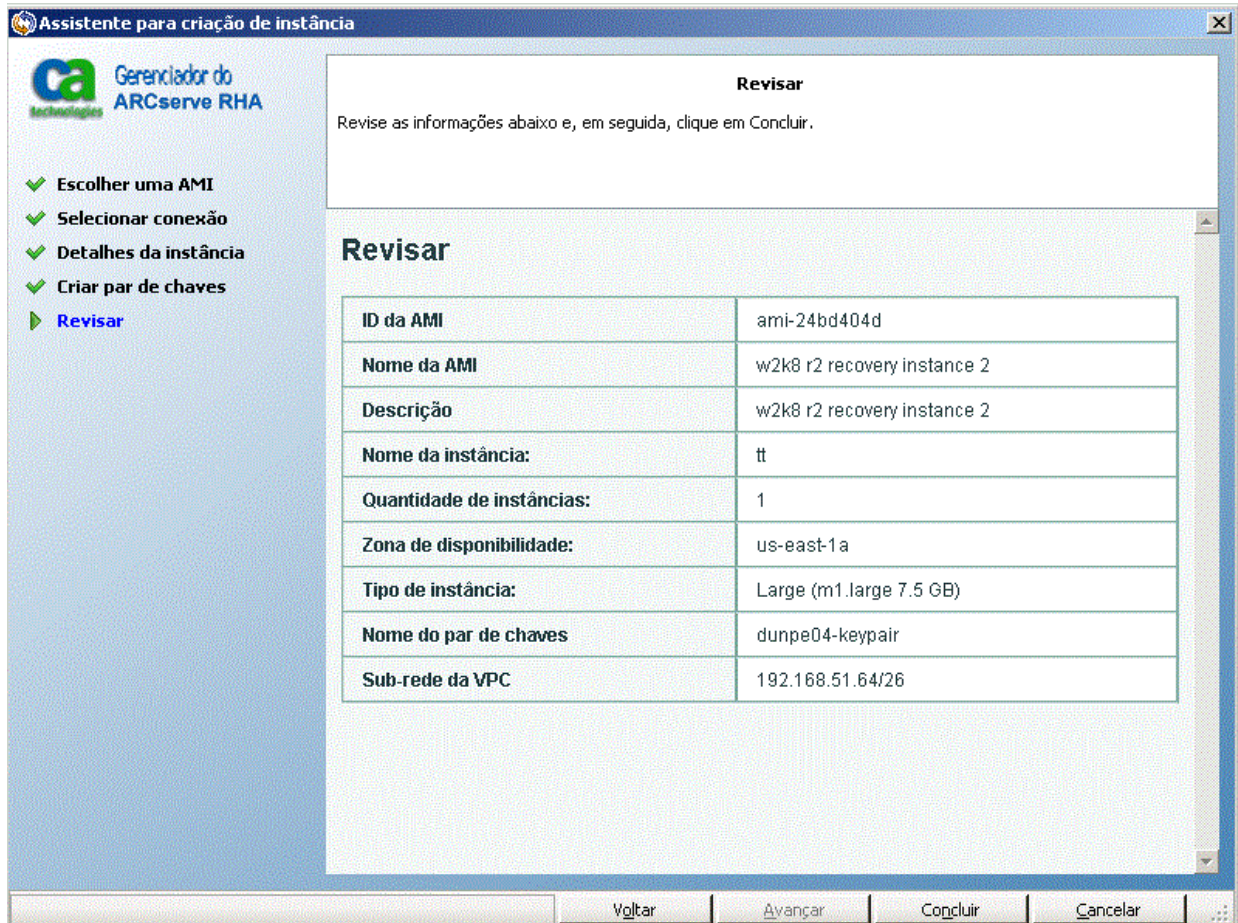 Assistente para criação de instância
ca
technologies
Gerenciador do
ARCserve RHA
Escolher uma AMI
Selecionar conexão
Detalhes da instância
Criar par de chaves
Revisar
Revisar
Revise as informações abaixo e, em seguida, clique em Concluir.
Revisar
ID da AMI ami-24bd404d
Nome da AMI w2k8 r2 recovery instance 2
Descrição w2k8 r2 recovery instance 2
Nome da instância: tt
Quantidade de instâncias: 1
Zona de disponibilidade: us-east-1a
Tipo de instância: Large (m1.large 7.5 GB)
Nome do par de chaves dunpe04-keypair
Sub-rede da VPC 192.168.51.64/26
Voltar Avançar Concluir Cancelar